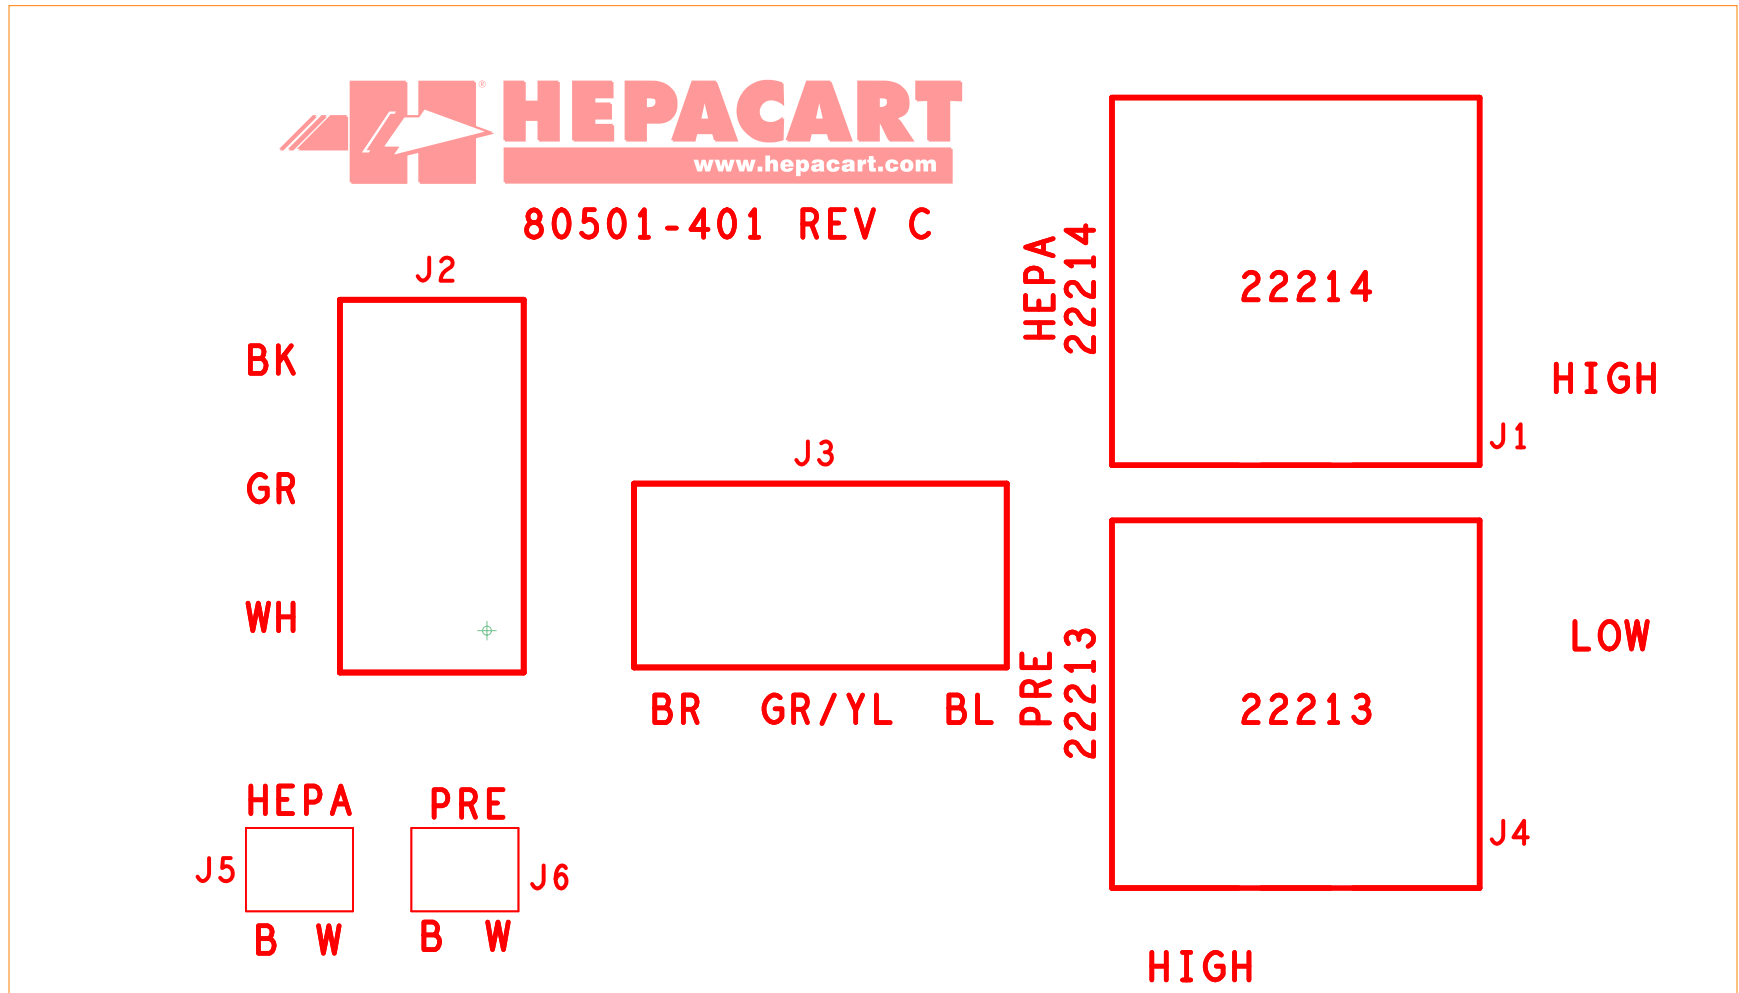 ®
HEPACART
www.hepacart.com
80501-401 REV C
J2
BK
GR
WH
J3
BR GR/YL BL
HEPA
22214
22214
HIGH
J1
PRE
22213
22213
LOW
J4
HEPA
J5
B W
PRE
J6
B W
HIGH